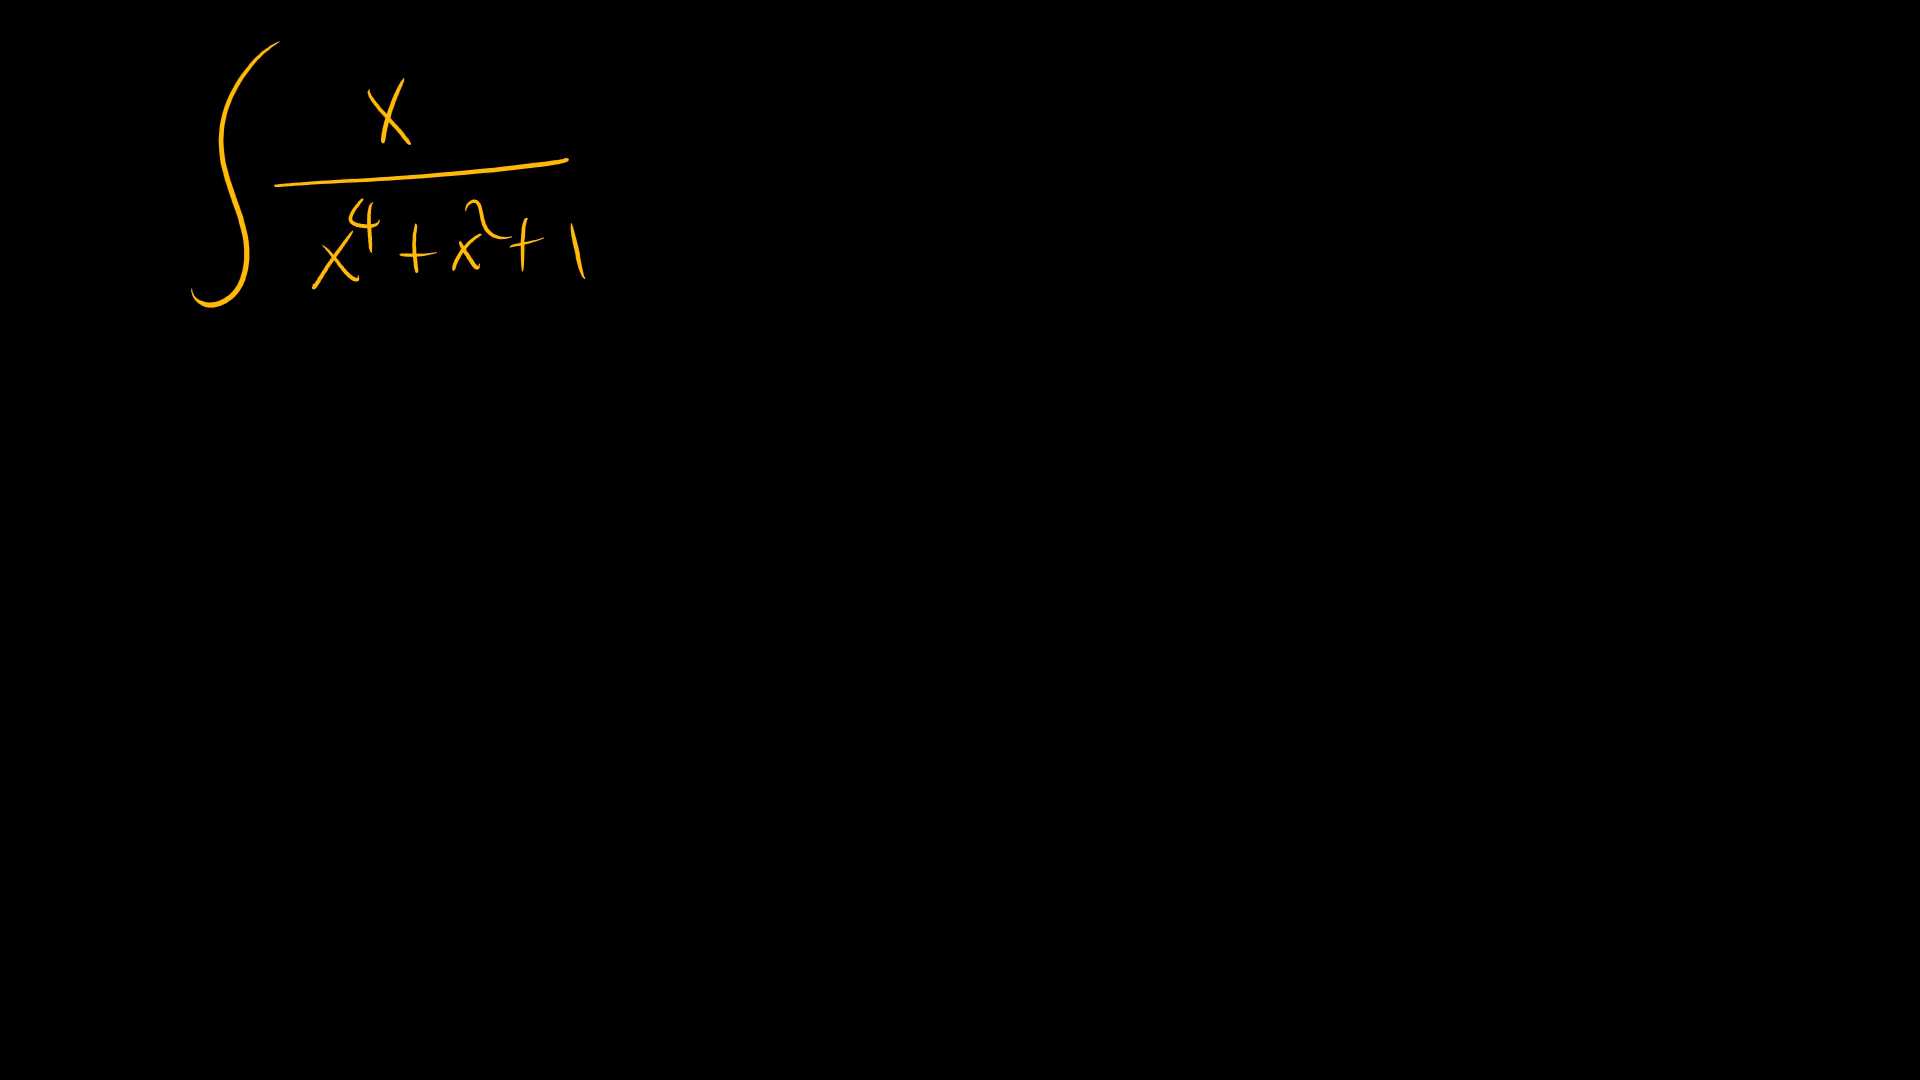 ∫ x / (x⁴ + x² + 1)